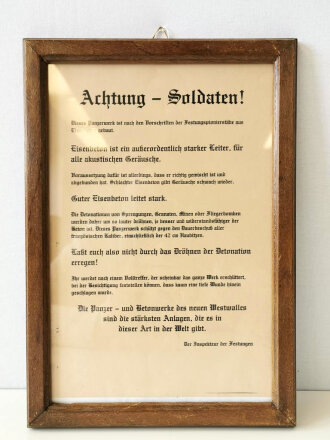 Achtung – Soldaten!
Dieses Panzerwerk ist nach den Vorschriften der Festungspionierstäbe aus
Eisenbeton gebaut.
Eisenbeton ist ein außerordentlich starker Leiter, für
alle akustischen Geräusche.
Voraussetzung dafür ist allerdings, dass er richtig gemischt und
abgebunden hat. Schlechter Eisenbeton gibt Geräusche schwach wieder.
Guter Eisenbeton leitet stark.
Die Detonationen von Sprengungen, Granaten, Minen oder Fliegerbomben
werden daher um so lauter dröhnen, je besser und widerstandsfähiger der
Beton ist. Dieses Panzerwerk schützt gegen den Dauerbeschuß aller
französischen Kaliber, einschließlich der 42 cm Haubitzen.
Laßt euch also nicht durch das Dröhnen der Detonation
erregen!
Ihr werdet nach einem Volltreffer, der scheinbar das ganze Werk erschüttert,
bei der Besichtigung feststellen können, dass kaum eine tiefe Wunde hinein
geschlagen wurde.
Die Panzer – und Betonwerke des neuen Westwalles
sind die stärksten Anlagen, die es in
dieser Art in der Welt gibt.
Der Inspekteur der Festungen